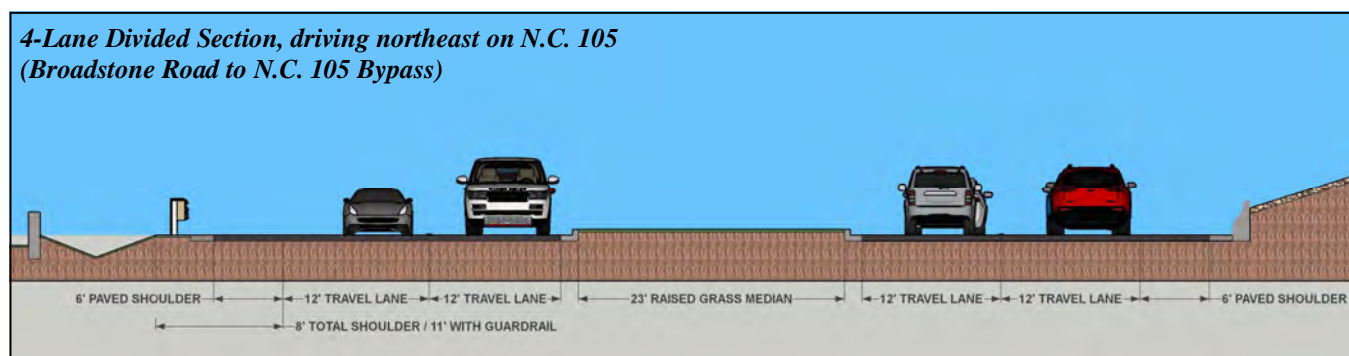 4-Lane Divided Section, driving northeast on N.C. 105
(Broadstone Road to N.C. 105 Bypass)
6' PAVED SHOULDER
12' TRAVEL LANE
12' TRAVEL LANE
23' RAISED GRASS MEDIAN
12' TRAVEL LANE
12' TRAVEL LANE
6' PAVED SHOULDER
8' TOTAL SHOULDER / 11' WITH GUARDRAIL